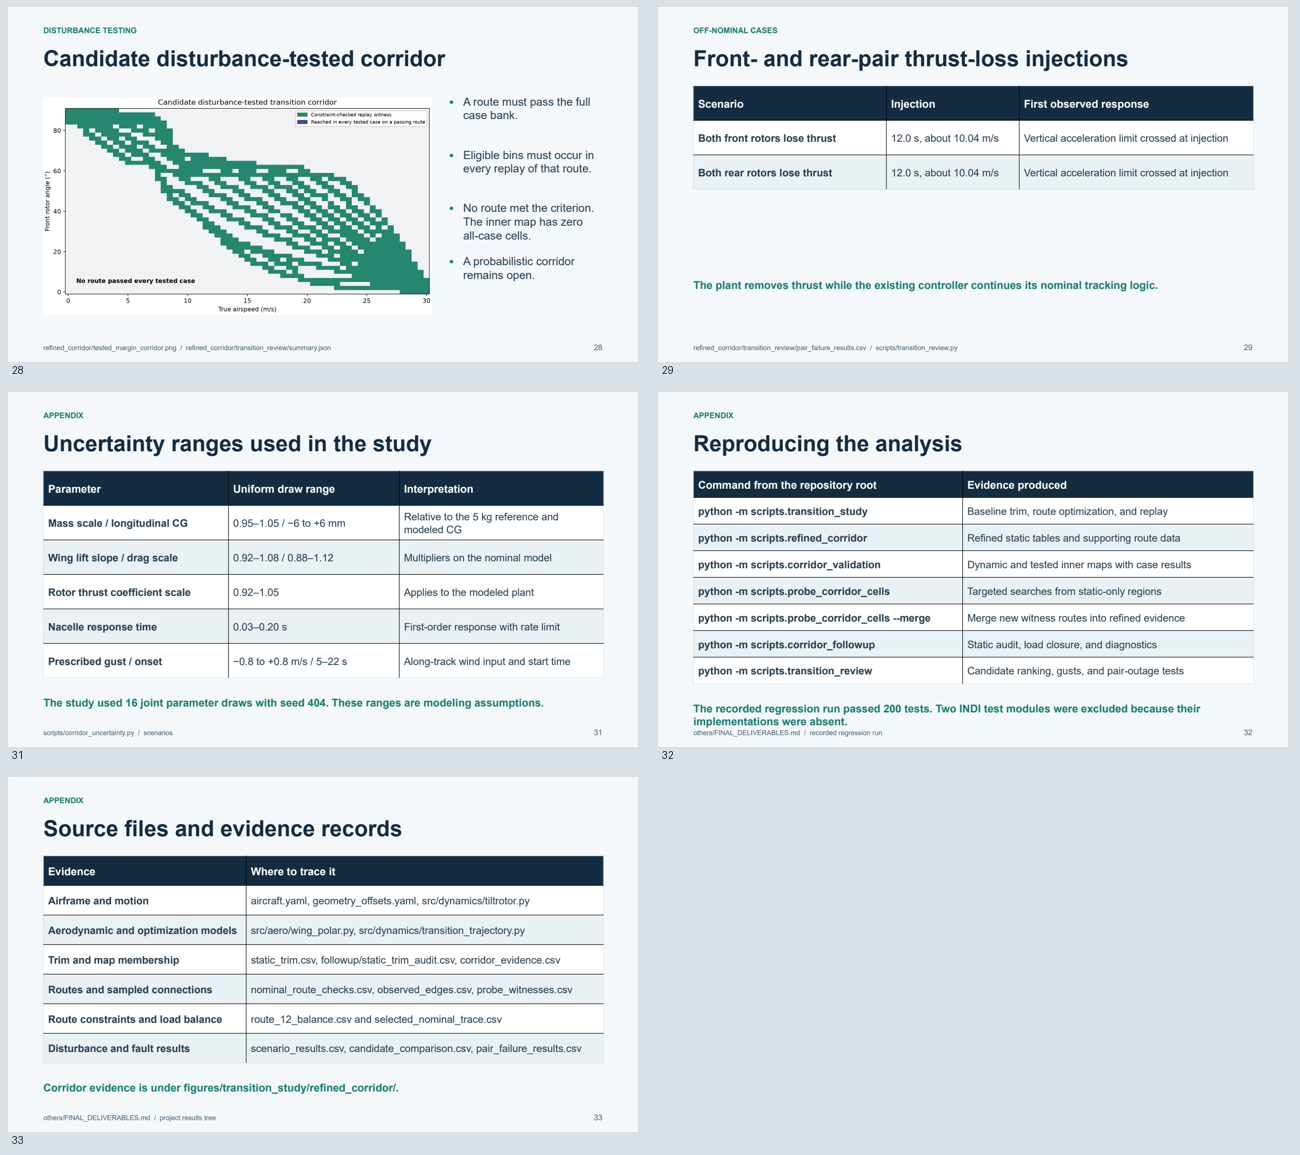 DISTURBANCE TESTING
Candidate disturbance-tested corridor
Candidate disturbance-tested transition corridor
Constraint-checked replay witness
Reached in every tested case on a passing route
80
60
40
20
0
Front rotor angle (°)
No route passed every tested case
0 5 10 15 20 25 30
True airspeed (m/s)
• A route must pass the full
case bank.
• Eligible bins must occur in
every replay of that route.
• No route met the criterion.
The inner map has zero
all-case cells.
• A probabilistic corridor
remains open.
refined_corridor/tested_margin_corridor.png / refined_corridor/transition_review/summary.json
28
28
OFF-NOMINAL CASES
Front- and rear-pair thrust-loss injections
Scenario Injection First observed response
Both front rotors lose thrust 12.0 s, about 10.04 m/s Vertical acceleration limit crossed at injection
Both rear rotors lose thrust 12.0 s, about 10.04 m/s Vertical acceleration limit crossed at injection
The plant removes thrust while the existing controller continues its nominal tracking logic.
refined_corridor/transition_review/pair_failure_results.csv / scripts/transition_review.py
29
29
APPENDIX
Uncertainty ranges used in the study
Parameter Uniform draw range Interpretation
Mass scale / longitudinal CG 0.95–1.05 / −6 to +6 mm Relative to the 5 kg reference and
modeled CG
Wing lift slope / drag scale 0.92–1.08 / 0.88–1.12 Multipliers on the nominal model
Rotor thrust coefficient scale 0.92–1.05 Applies to the modeled plant
Nacelle response time 0.03–0.20 s First-order response with rate limit
Prescribed gust / onset −0.8 to +0.8 m/s / 5–22 s Along-track wind input and start time
The study used 16 joint parameter draws with seed 404. These ranges are modeling assumptions.
scripts/corridor_uncertainty.py / scenarios
31
31
APPENDIX
Reproducing the analysis
Command from the repository root Evidence produced
python -m scripts.transition_study Baseline trim, route optimization, and replay
python -m scripts.refined_corridor Refined static tables and supporting route data
python -m scripts.corridor_validation Dynamic and tested inner maps with case results
python -m scripts.probe_corridor_cells Targeted searches from static-only regions
python -m scripts.probe_corridor_cells --merge Merge new witness routes into refined evidence
python -m scripts.corridor_followup Static audit, load closure, and diagnostics
python -m scripts.transition_review Candidate ranking, gusts, and pair-outage tests
The recorded regression run passed 200 tests. Two INDI test modules were excluded because their
implementations were absent.
others/FINAL_DELIVERABLES.md / recorded regression run
32
32
APPENDIX
Source files and evidence records
Evidence Where to trace it
Airframe and motion aircraft.yaml, geometry_offsets.yaml, src/dynamics/tiltrotor.py
Aerodynamic and optimization models src/aero/wing_polar.py, src/dynamics/transition_trajectory.py
Trim and map membership static_trim.csv, followup/static_trim_audit.csv, corridor_evidence.csv
Routes and sampled connections nominal_route_checks.csv, observed_edges.csv, probe_witnesses.csv
Route constraints and load balance route_12_balance.csv and selected_nominal_trace.csv
Disturbance and fault results scenario_results.csv, candidate_comparison.csv, pair_failure_results.csv
Corridor evidence is under figures/transition_study/refined_corridor/.
others/FINAL_DELIVERABLES.md / project results tree
33
33